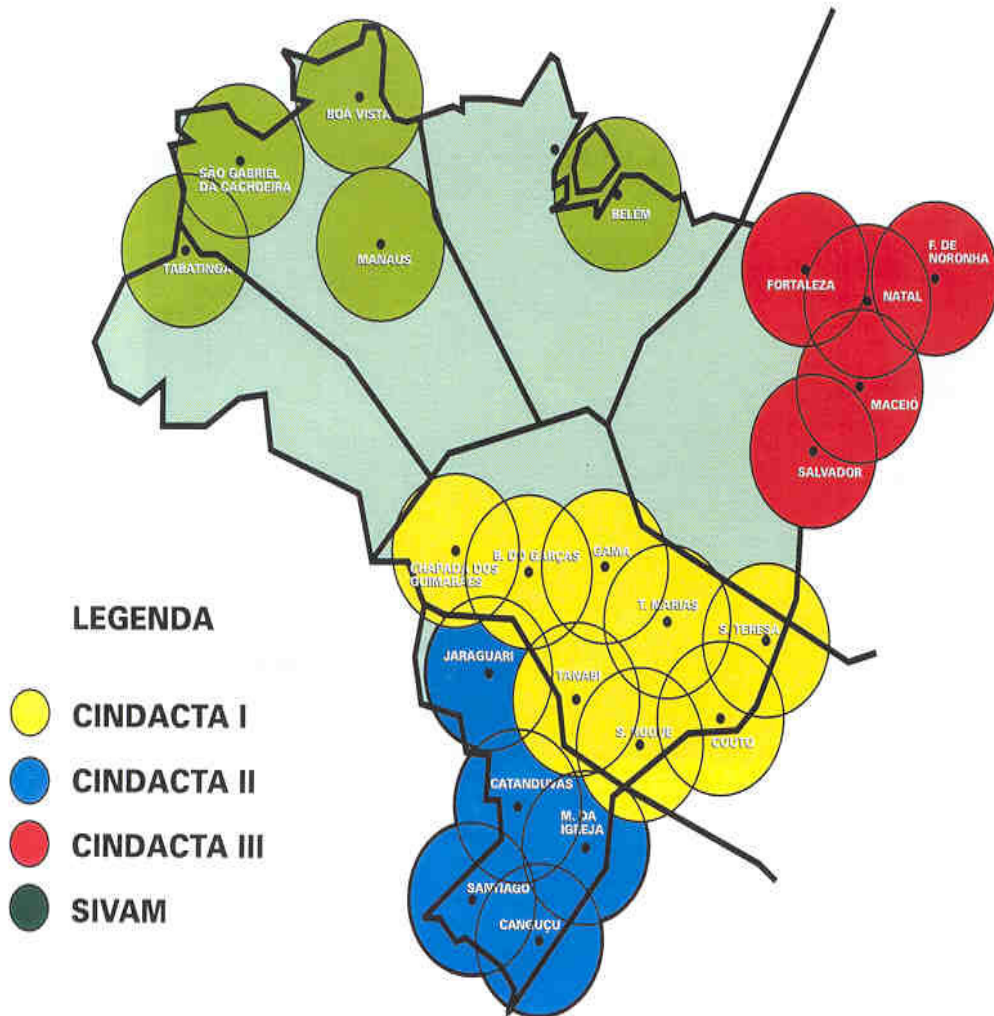 BOA VISTA
SÃO GABRIEL
DA CACHOEIRA
BELÉM
TABATINGA
MANAUS
F. DE
NORONHA
FORTALEZA
NATAL
MACEIÓ
SALVADOR
CHAPADA DOS
GUIMARÃES
B. DO GARÇAS
GAMA
T. MARIAS
S. TERESA
JARAGUARI
TANABI
S. ROQUE
COUTO
CATANDUVAS
M. DA
IGREJA
SANTIAGO
CANGUÇU
LEGENDA
CINDACTA I
CINDACTA II
CINDACTA III
SIVAM